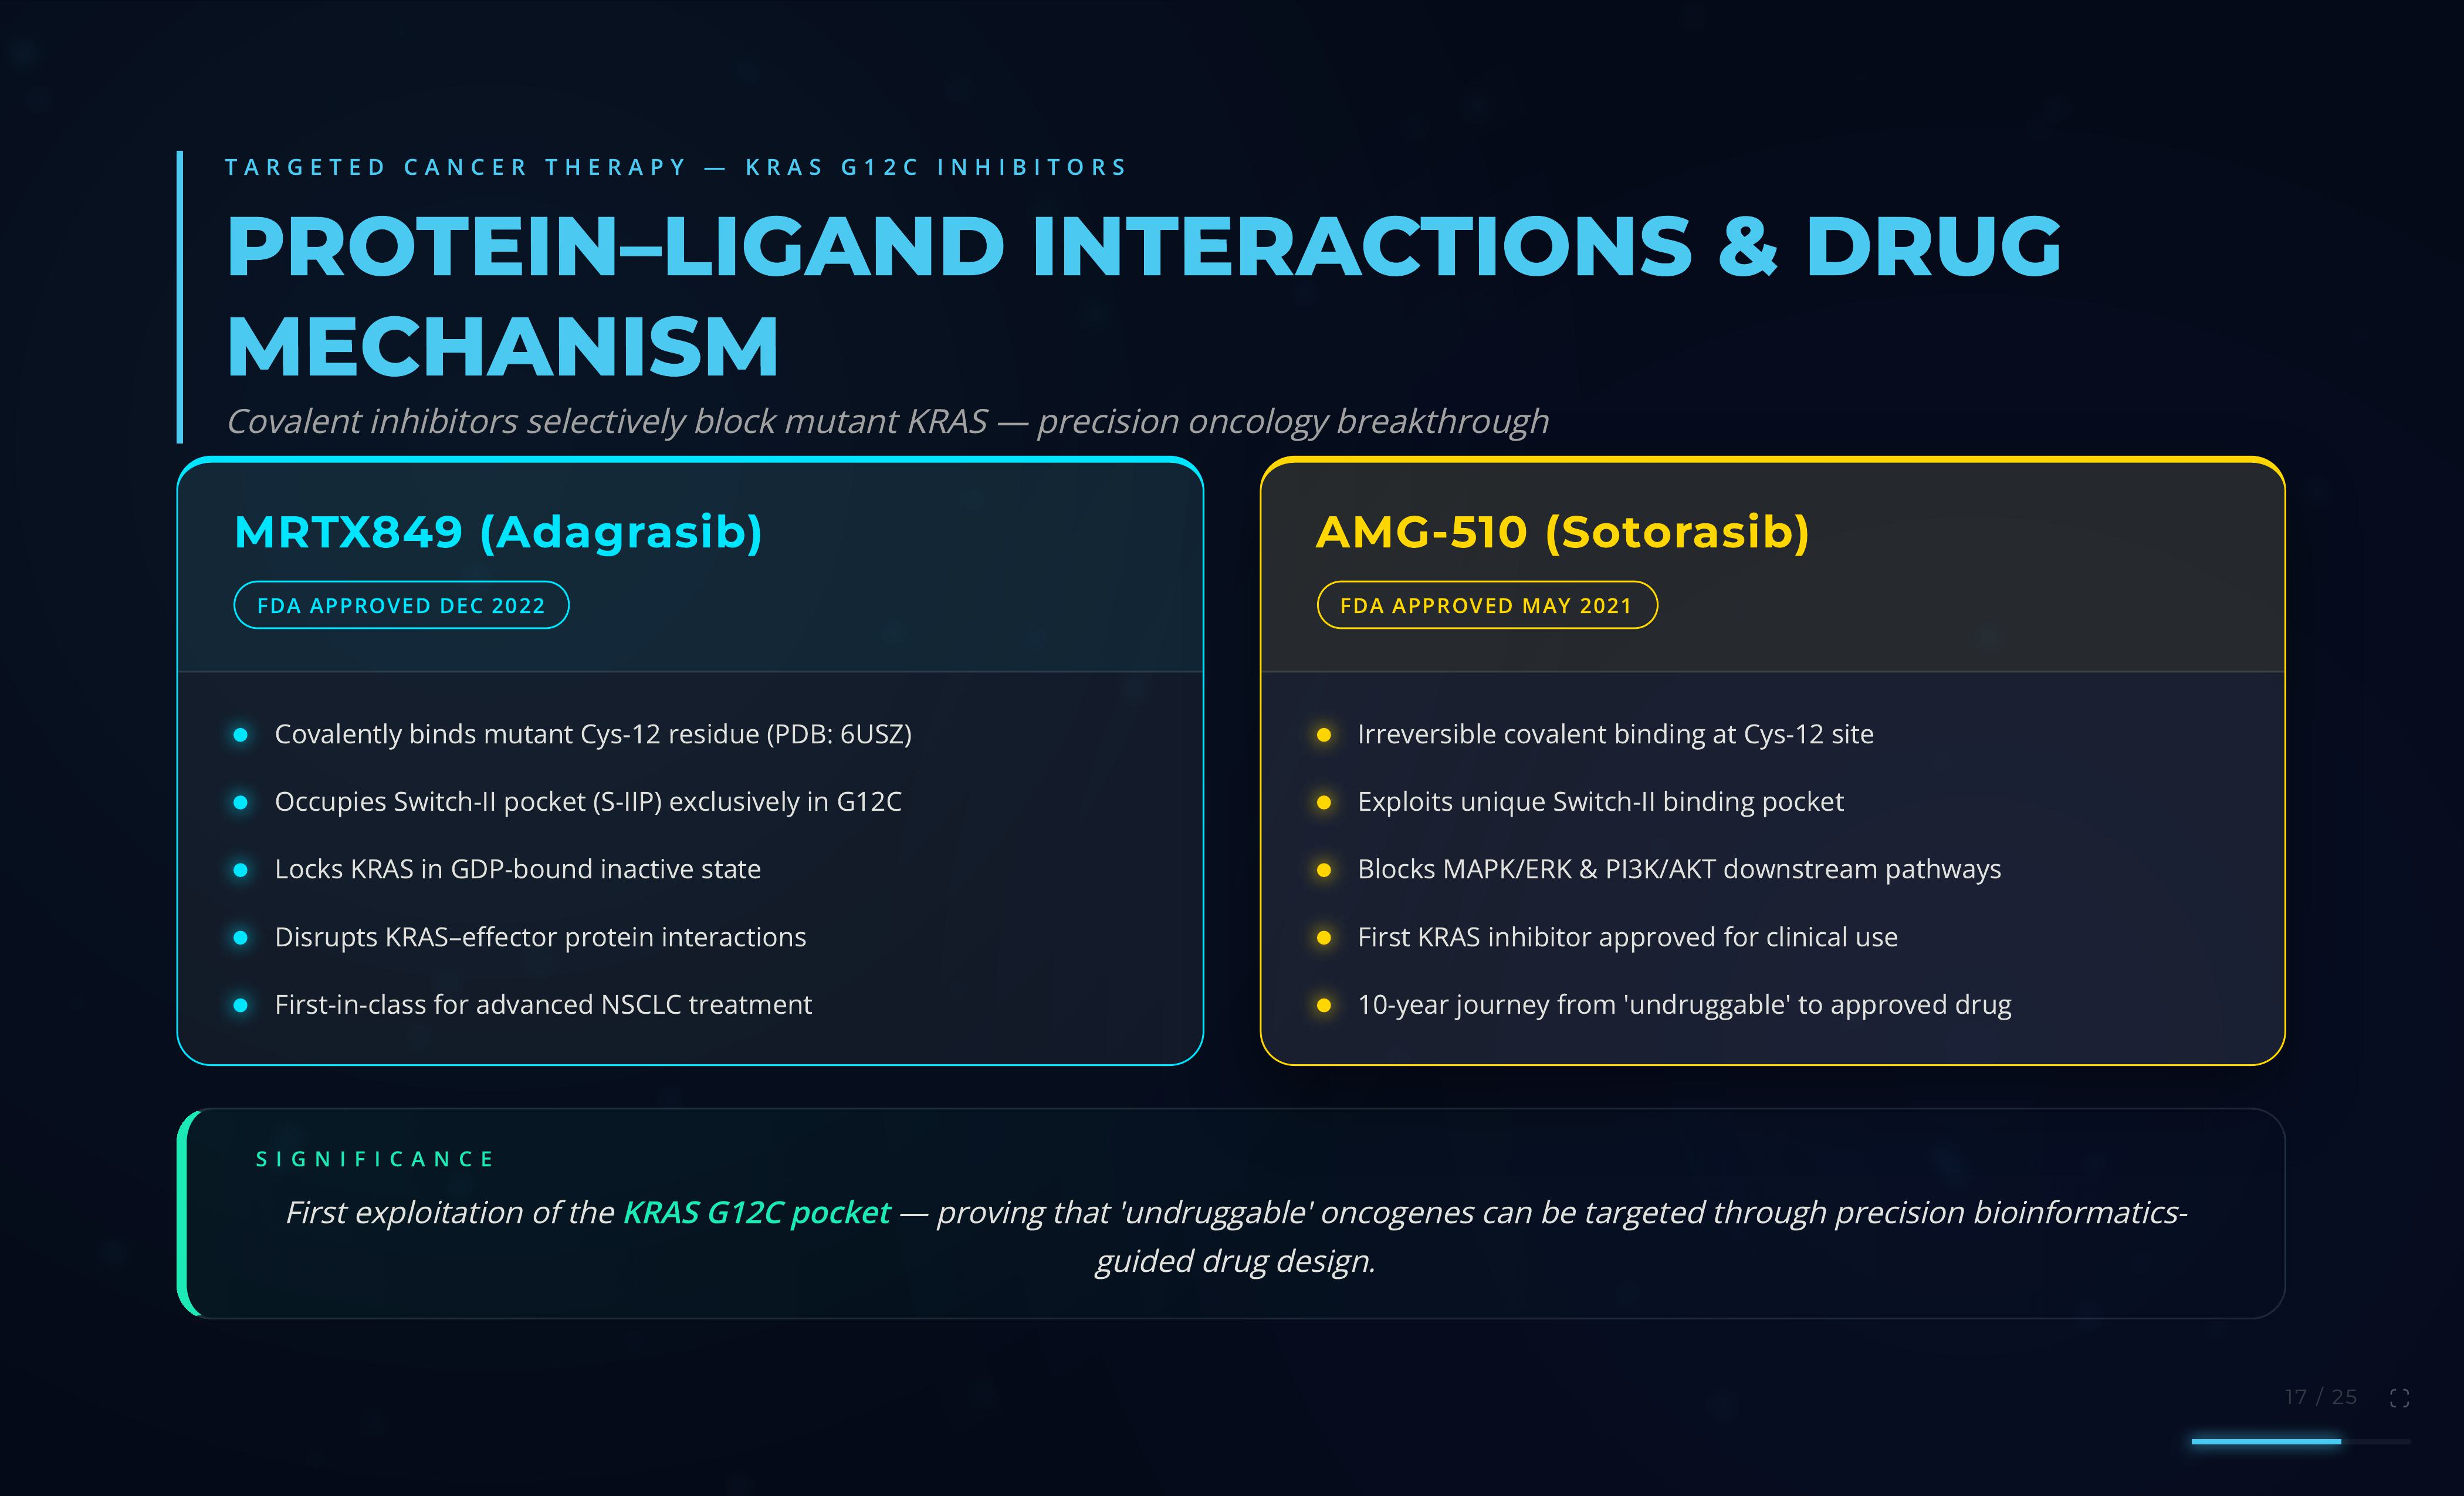 TARGETED CANCER THERAPY — KRAS G12C INHIBITORS
PROTEIN–LIGAND INTERACTIONS & DRUG
MECHANISM
Covalent inhibitors selectively block mutant KRAS — precision oncology breakthrough
MRTX849 (Adagrasib)
FDA APPROVED DEC 2022
Covalently binds mutant Cys-12 residue (PDB: 6USZ)
Occupies Switch-II pocket (S-IIP) exclusively in G12C
Locks KRAS in GDP-bound inactive state
Disrupts KRAS–effector protein interactions
First-in-class for advanced NSCLC treatment
AMG-510 (Sotorasib)
FDA APPROVED MAY 2021
Irreversible covalent binding at Cys-12 site
Exploits unique Switch-II binding pocket
Blocks MAPK/ERK & PI3K/AKT downstream pathways
First KRAS inhibitor approved for clinical use
10-year journey from 'undruggable' to approved drug
SIGNIFICANCE
First exploitation of the KRAS G12C pocket — proving that 'undruggable' oncogenes can be targeted through precision bioinformatics-
guided drug design.
17 / 25